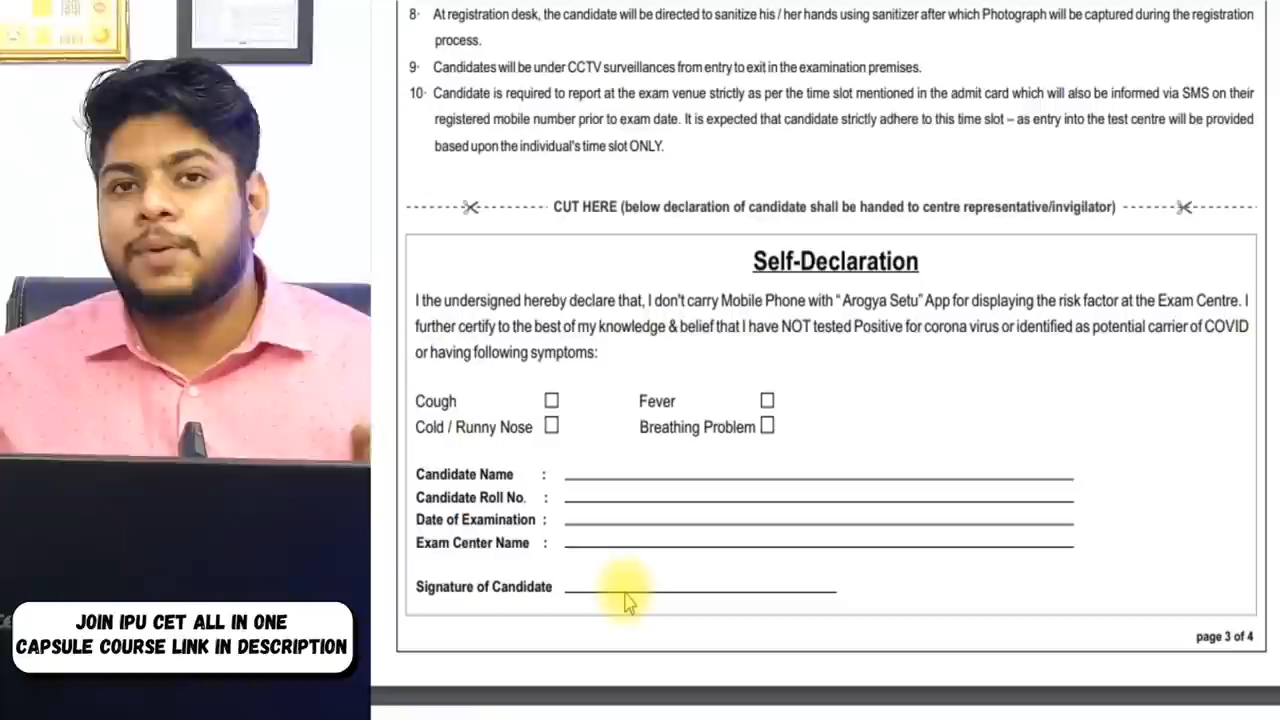 8· At registration desk, the candidate will be directed to sanitize his / her hands using sanitizer after which Photograph will be captured during the registration
process.
9· Candidates will be under CCTV surveillances from entry to exit in the examination premises.
10· Candidate is required to report at the exam venue strictly as per the time slot mentioned in the admit card which will also be informed via SMS on their
registered mobile number prior to exam date. It is expected that candidate strictly adhere to this time slot – as entry into the test centre will be provided
based upon the individual's time slot ONLY.
CUT HERE (below declaration of candidate shall be handed to centre representative/invigilator)
Self-Declaration
I the undersigned hereby declare that, I don't carry Mobile Phone with “ Arogya Setu” App for displaying the risk factor at the Exam Centre. I
further certify to the best of my knowledge & belief that I have NOT tested Positive for corona virus or identified as potential carrier of COVID
or having following symptoms:
Cough Fever
Cold / Runny Nose Breathing Problem
Candidate Name :
Candidate Roll No. :
Date of Examination :
Exam Center Name :
Signature of Candidate
page 3 of 4
JOIN IPU CET ALL IN ONE
CAPSULE COURSE LINK IN DESCRIPTION